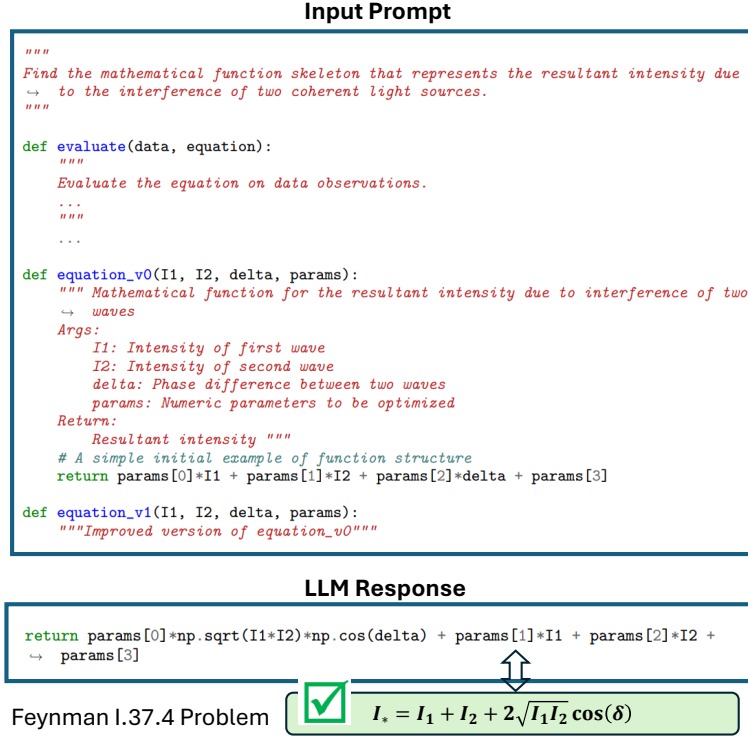 Input Prompt
"""
Find the mathematical function skeleton that represents the resultant intensity due
↪ to the interference of two coherent light sources.
"""
def evaluate(data, equation):
"""
Evaluate the equation on data observations.
...
"""
...
def equation_v0(I1, I2, delta, params):
""" Mathematical function for the resultant intensity due to interference of two
↪ waves
Args:
I1: Intensity of first wave
I2: Intensity of second wave
delta: Phase difference between two waves
params: Numeric parameters to be optimized
Return:
Resultant intensity """
# A simple initial example of function structure
return params[0]*I1 + params[1]*I2 + params[2]*delta + params[3]
def equation_v1(I1, I2, delta, params):
"""Improved version of equation_v0"""
LLM Response
return params[0]*np.sqrt(I1*I2)*np.cos(delta) + params[1]*I1 + params[2]*I2 +
↪ params[3]
Feynman I.37.4 Problem I∗ = I₁ + I₂ + 2√I₁I₂ cos(δ)